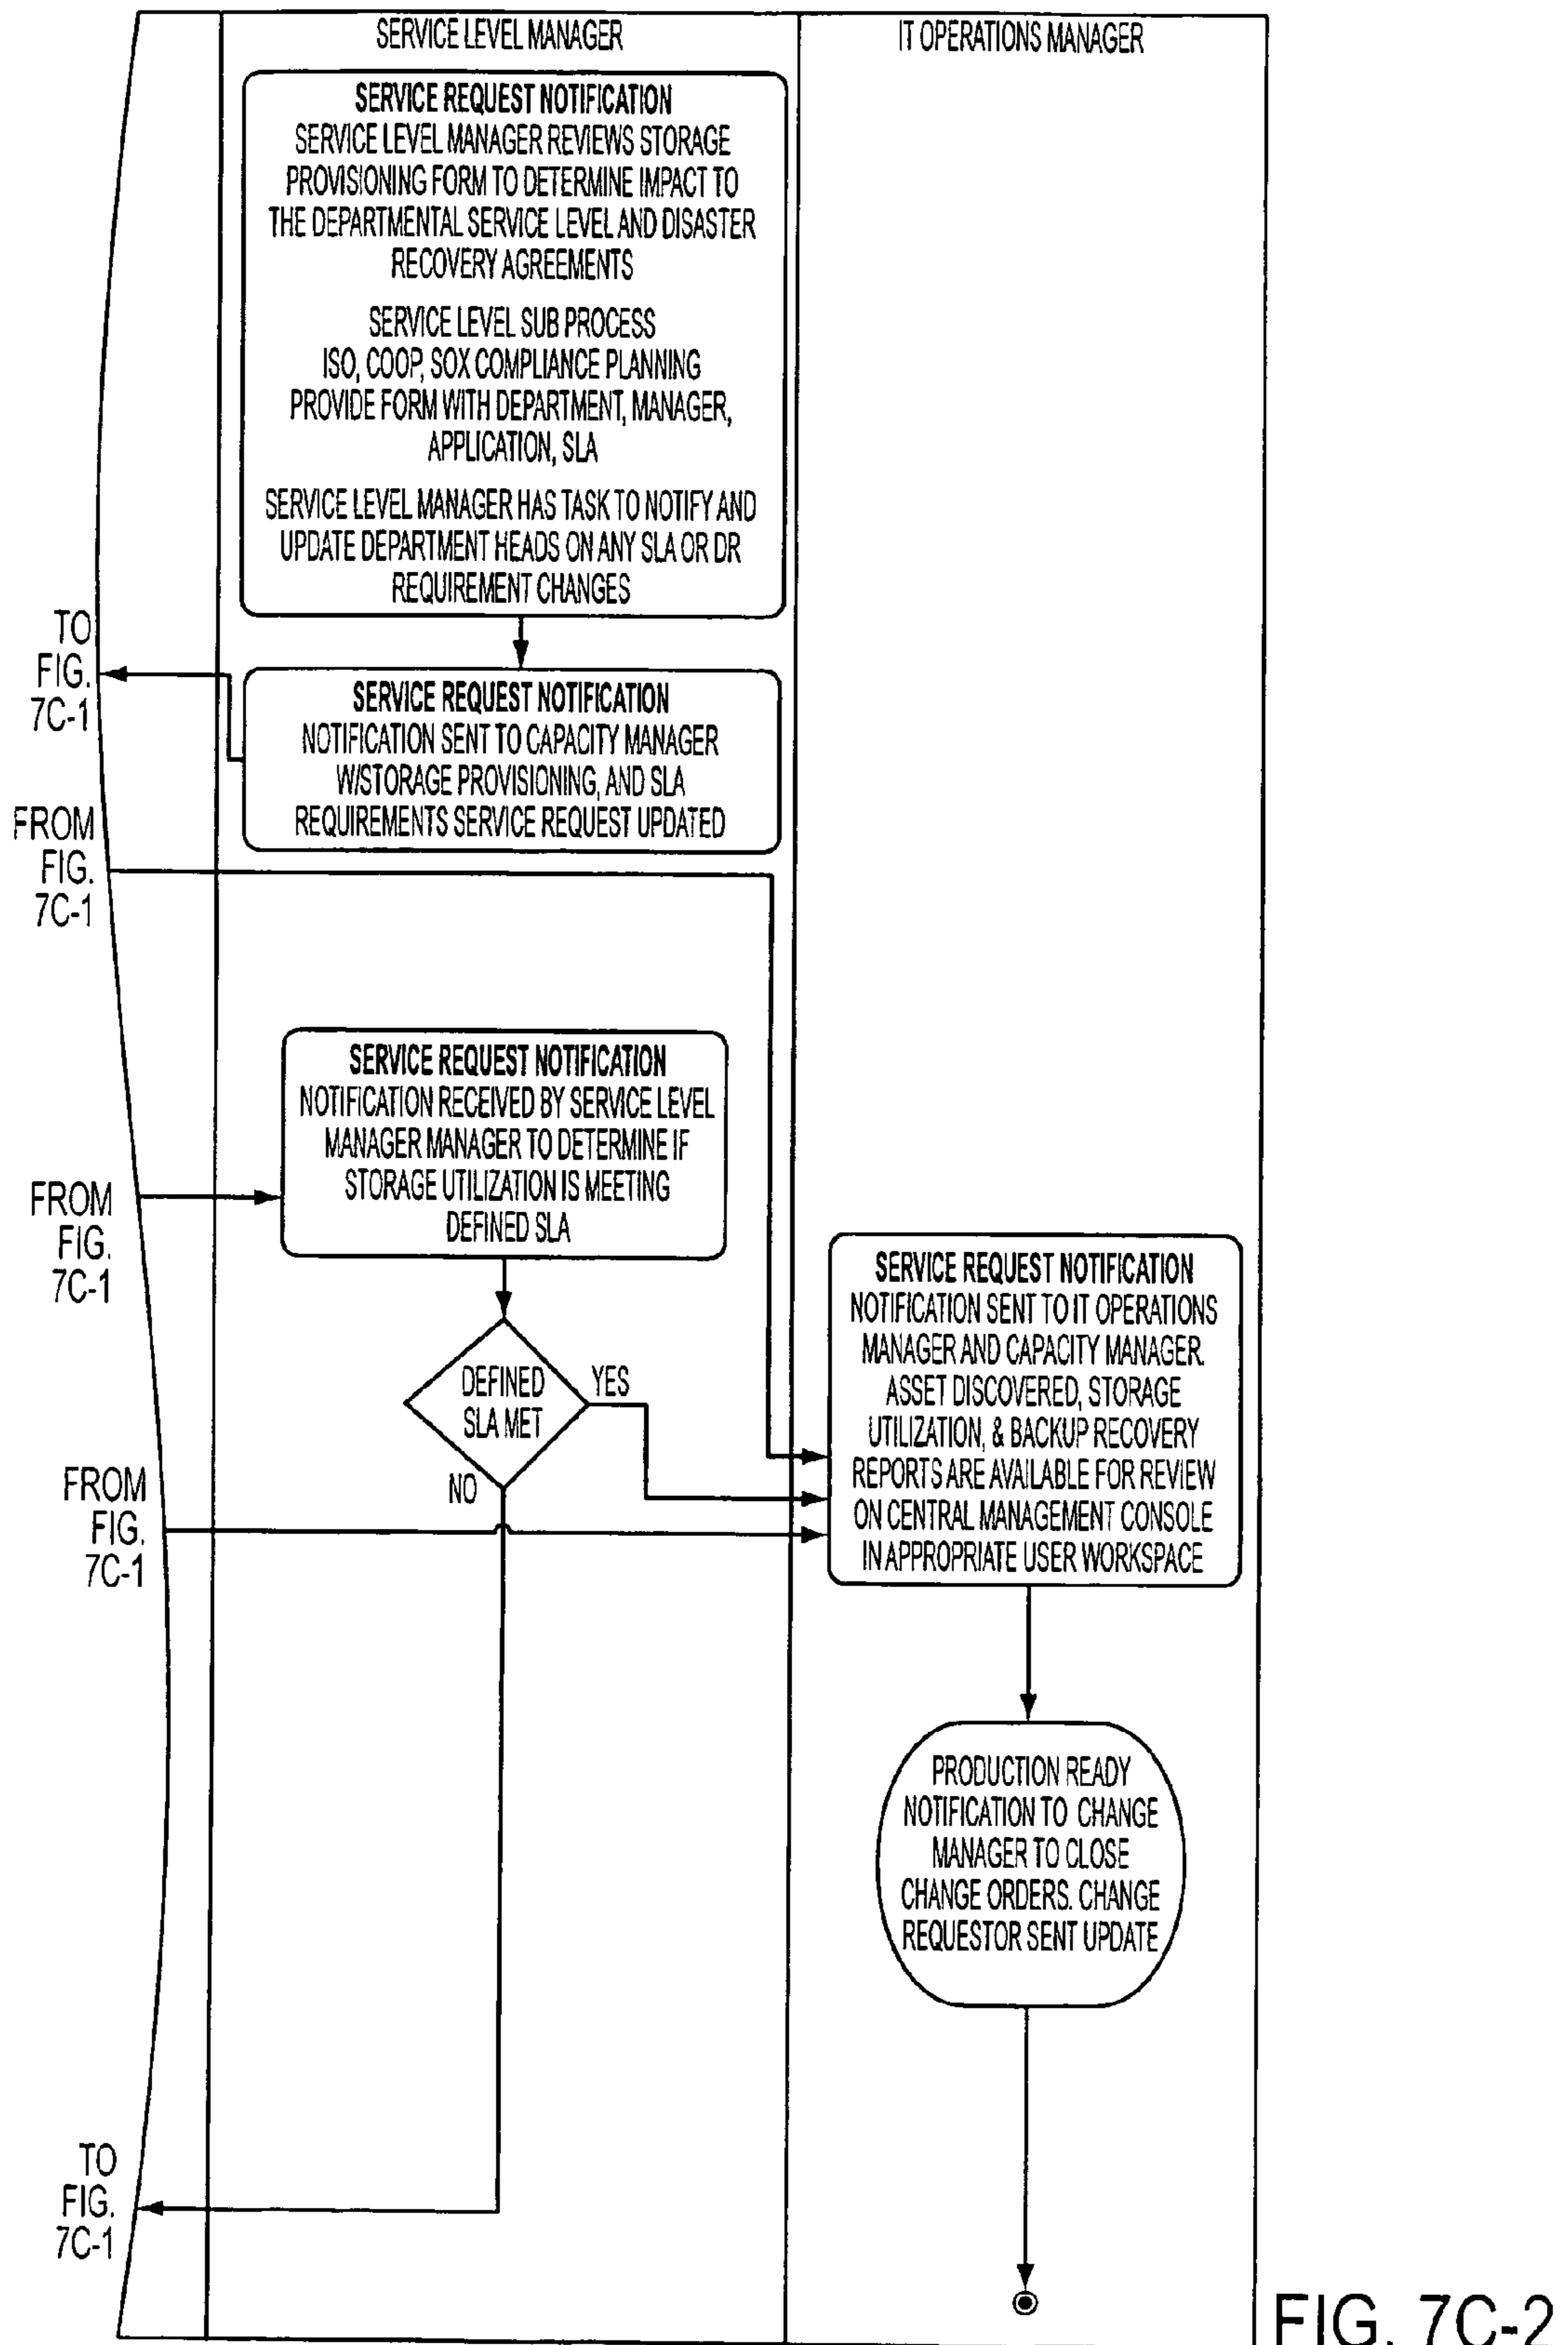 SERVICE LEVEL MANAGER
IT OPERATIONS MANAGER
SERVICE REQUEST NOTIFICATION
SERVICE LEVEL MANAGER REVIEWS STORAGE
PROVISIONING FORM TO DETERMINE IMPACT TO
THE DEPARTMENTAL SERVICE LEVEL AND DISASTER
RECOVERY AGREEMENTS
SERVICE LEVEL SUB PROCESS
ISO, COOP, SOX COMPLIANCE PLANNING
PROVIDE FORM WITH DEPARTMENT, MANAGER,
APPLICATION, SLA
SERVICE LEVEL MANAGER HAS TASK TO NOTIFY AND
UPDATE DEPARTMENT HEADS ON ANY SLA OR DR
REQUIREMENT CHANGES
TO
FIG.
7C-1
SERVICE REQUEST NOTIFICATION
NOTIFICATION SENT TO CAPACITY MANAGER
W/STORAGE PROVISIONING, AND SLA
REQUIREMENTS SERVICE REQUEST UPDATED
FROM
FIG.
7C-1
SERVICE REQUEST NOTIFICATION
NOTIFICATION RECEIVED BY SERVICE LEVEL
MANAGER MANAGER TO DETERMINE IF
STORAGE UTILIZATION IS MEETING
DEFINED SLA
FROM
FIG.
7C-1
DEFINED
SLA MET
YES
NO
SERVICE REQUEST NOTIFICATION
NOTIFICATION SENT TO IT OPERATIONS
MANAGER AND CAPACITY MANAGER.
ASSET DISCOVERED, STORAGE
UTILIZATION, & BACKUP RECOVERY
REPORTS ARE AVAILABLE FOR REVIEW
ON CENTRAL MANAGEMENT CONSOLE
IN APPROPRIATE USER WORKSPACE
FROM
FIG.
7C-1
PRODUCTION READY
NOTIFICATION TO CHANGE
MANAGER TO CLOSE
CHANGE ORDERS. CHANGE
REQUESTOR SENT UPDATE
TO
FIG.
7C-1
FIG. 7C-2